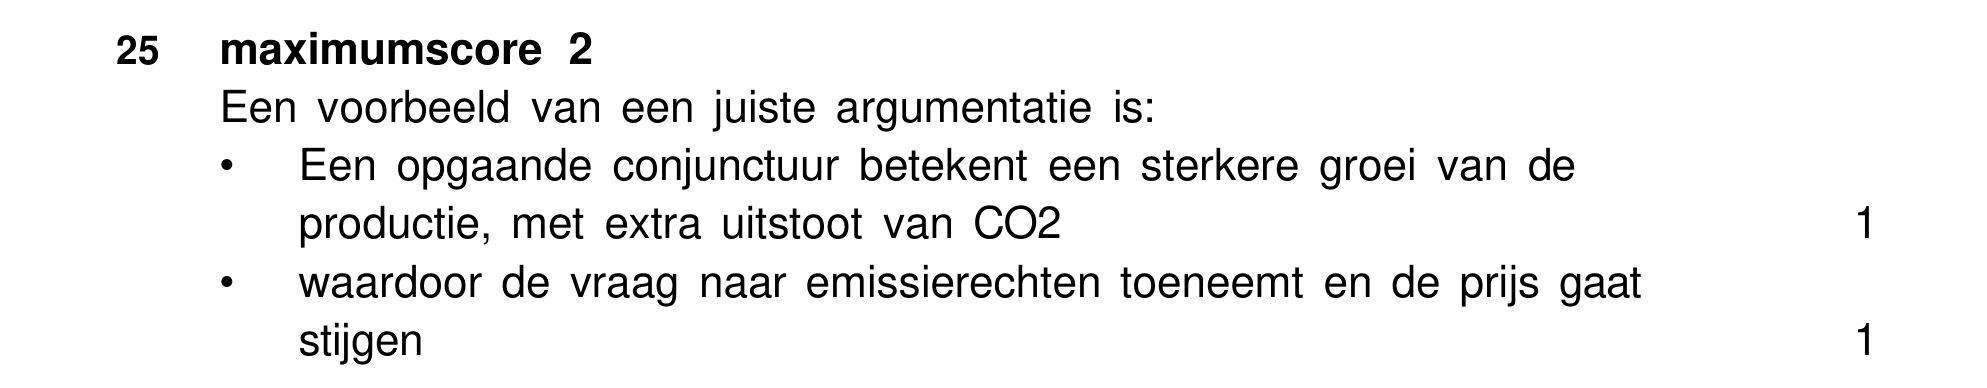 25 maximumscore 2
Een voorbeeld van een juiste argumentatie is:
• Een opgaande conjunctuur betekent een sterkere groei van de
productie, met extra uitstoot van CO2 1
• waardoor de vraag naar emissierechten toeneemt en de prijs gaat
stijgen 1